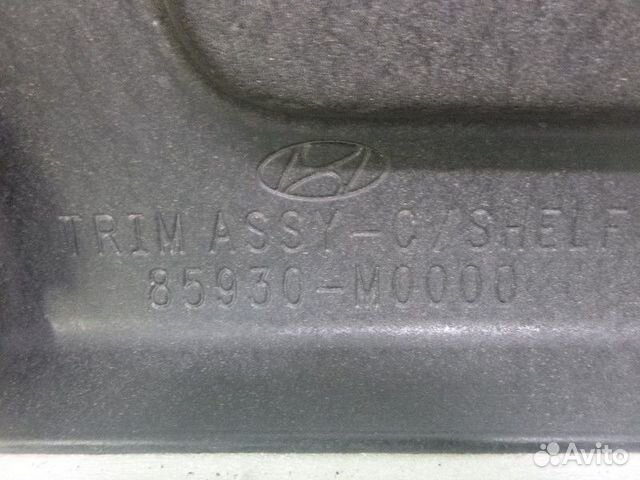 TRIM ASSY-C/SHELF
85930-M0000
Avito